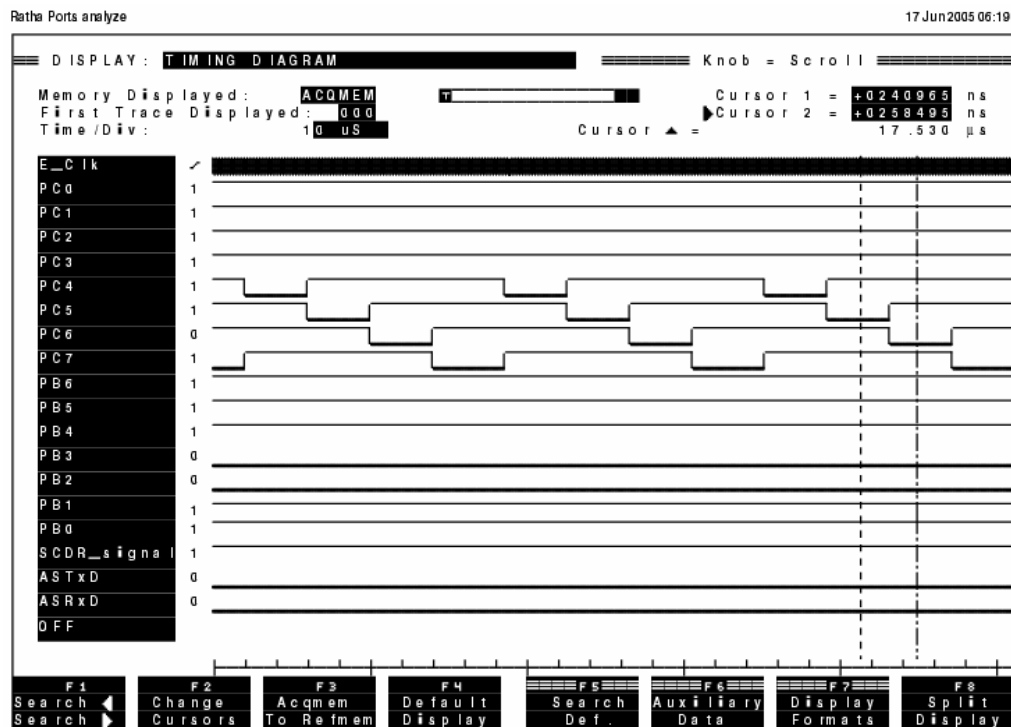 Ratha Ports analyze 17 Jun 2005 06:19
DISPLAY: TIMING DIAGRAM Knob = Scroll
Memory Displayed: ACQMEM T Cursor 1 = +0240965 ns
First Trace Displayed: 000 Cursor 2 = +0258495 ns
Time/Div: 10 uS Cursor ▲ = 17.530 µs
E_Clk
PC0 1
PC1 1
PC2 1
PC3 1
PC4 1
PC5 1
PC6 0
PC7 1
PB6 1
PB5 1
PB4 1
PB3 0
PB2 0
PB1 1
PB0 1
SCDR_signal 1
ASTxD 0
ASRxD 0
OFF
F1 F2 F3 F4 F5 F6 F7 F8
Search ◀ Change Acqmem Default Search Auxiliary Display Split
Search ▶ Cursors To Refmem Display Def. Data Formats Display